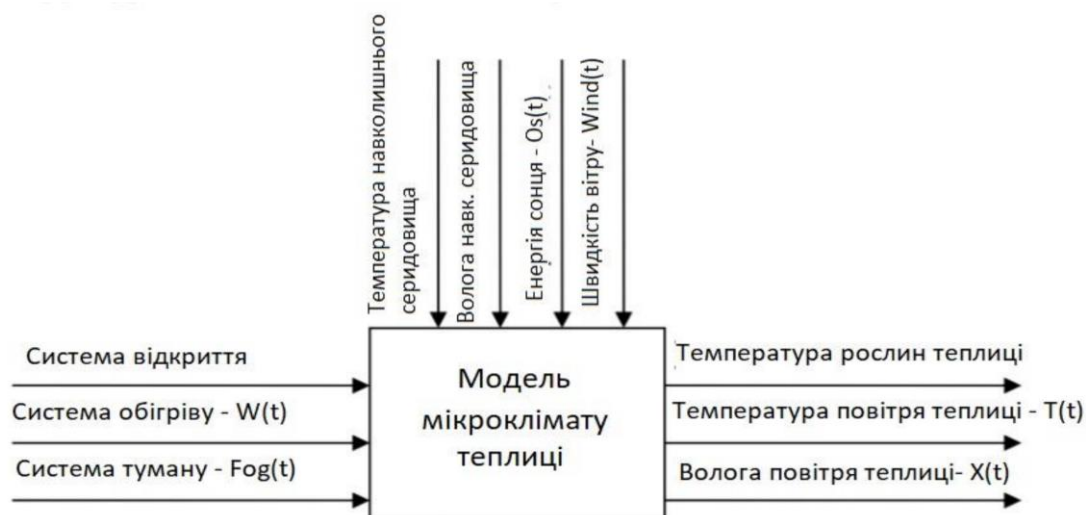 Температура навколишнього
серидовища
Волога навк. серидовища
Енергія сонця - Os(t)
Швидкість вітру- Wind(t)
Система відкриття
Система обігріву - W(t)
Система туману - Fog(t)
Модель
мікроклімату
теплиці
Температура рослин теплиці
Температура повітря теплиці - T(t)
Волога повітря теплиці- X(t)